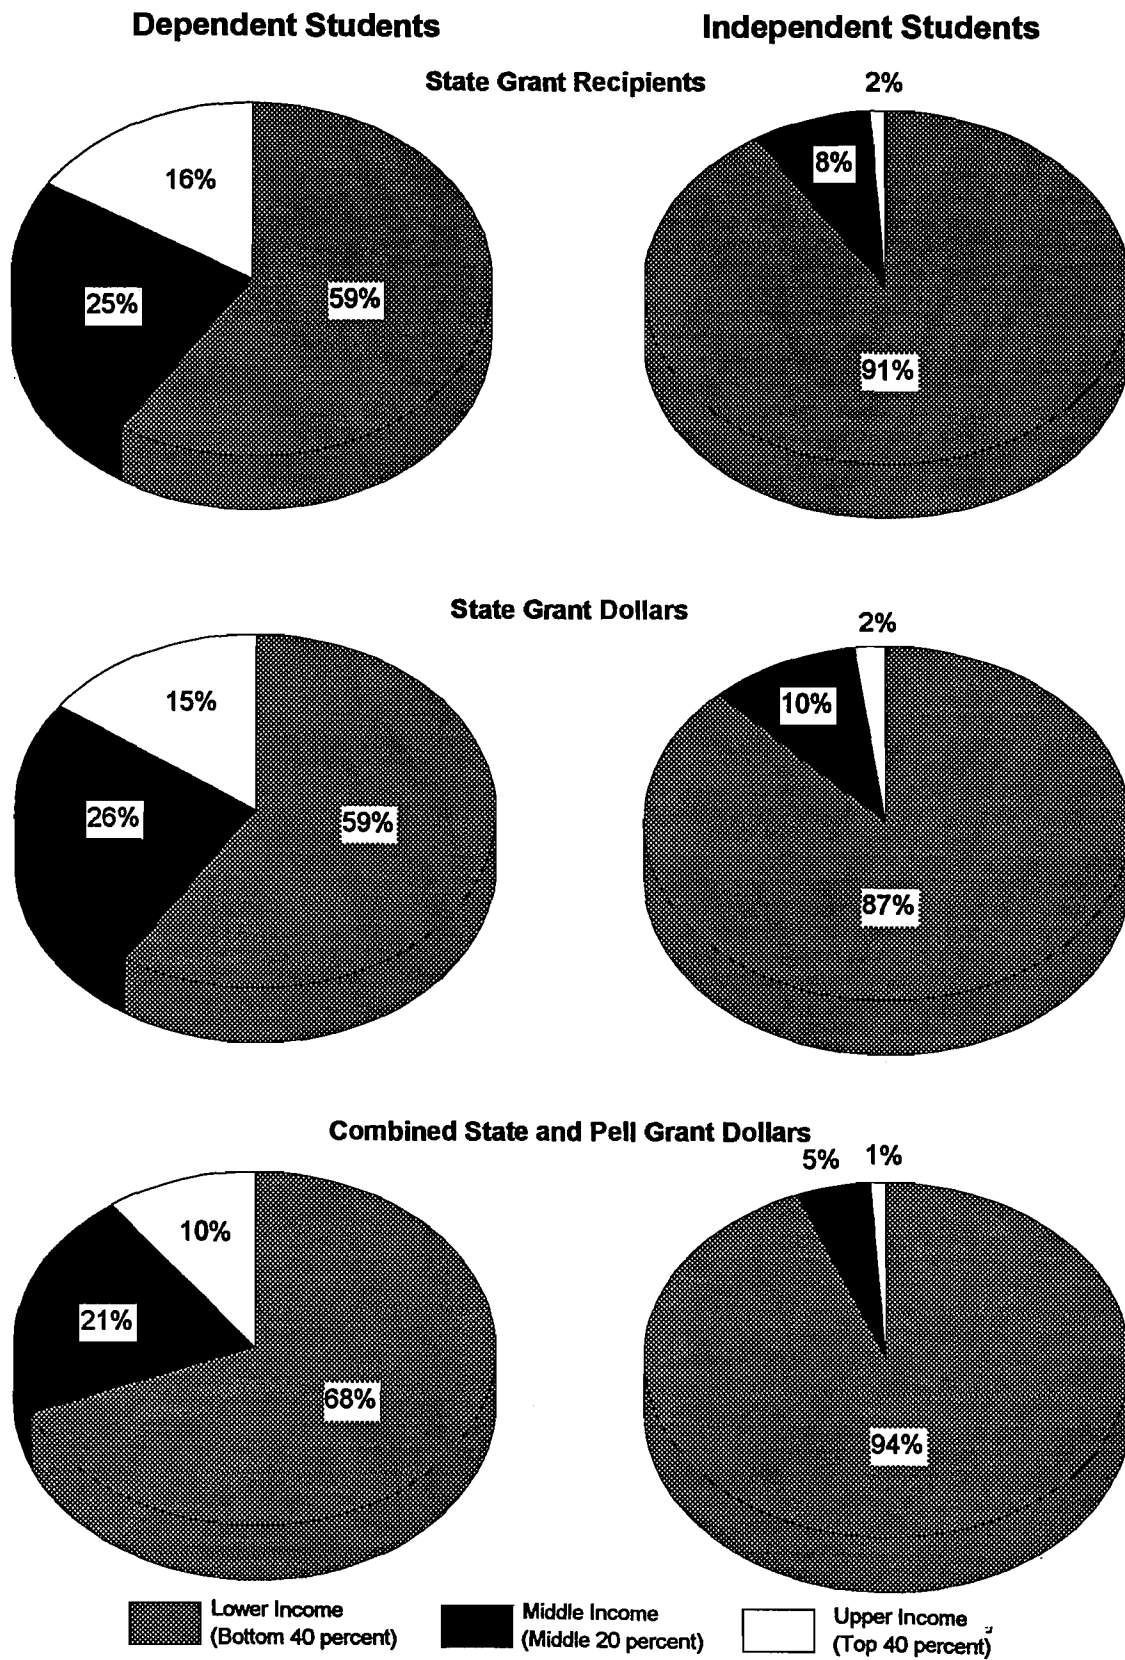 Dependent Students
Independent Students
State Grant Recipients
2%
16%
8%
25%
59%
91%
State Grant Dollars
2%
15%
10%
26%
59%
87%
Combined State and Pell Grant Dollars
5%
1%
10%
21%
68%
94%
Lower Income
(Bottom 40 percent)
Middle Income
(Middle 20 percent)
Upper Income
(Top 40 percent)